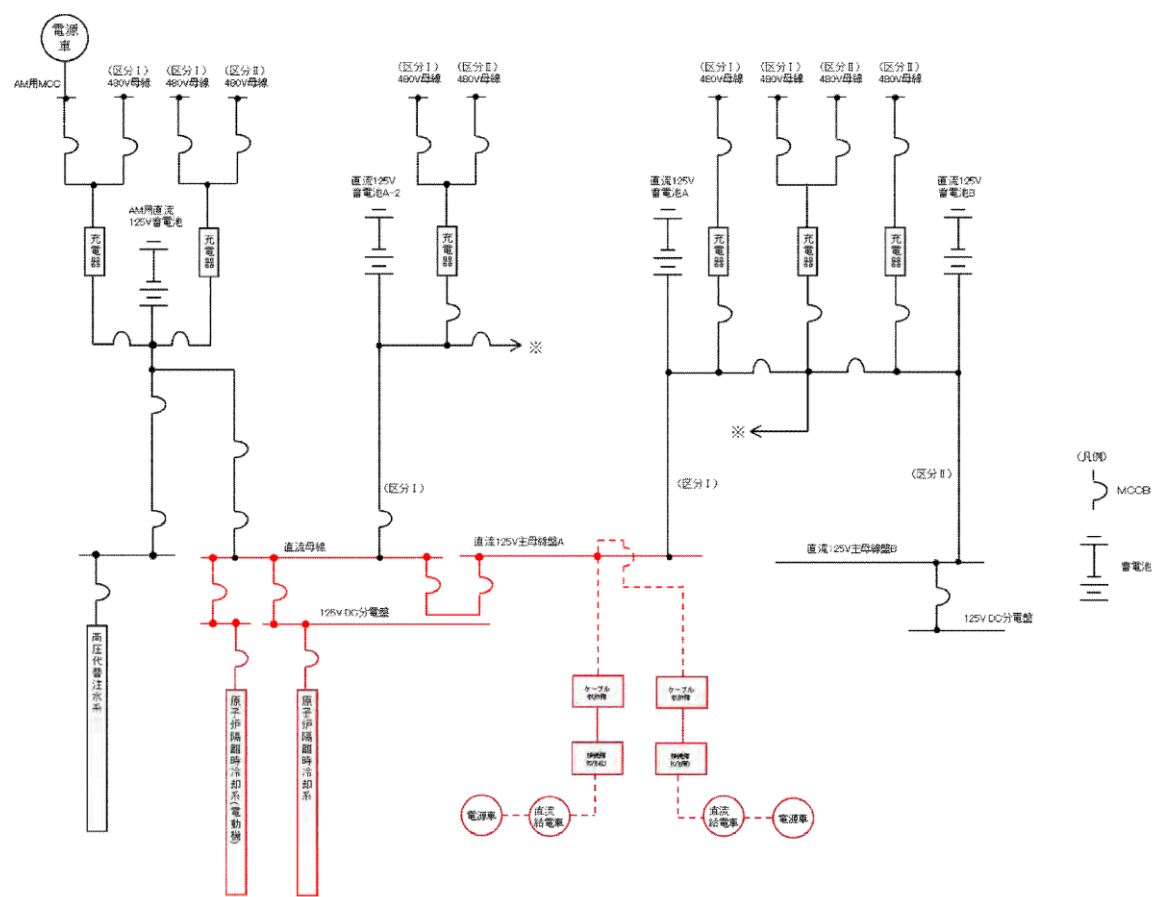 電源
車
AM用MCC
(区分Ⅰ)
480V母線
(区分Ⅰ)
480V母線
(区分Ⅱ)
480V母線
(区分Ⅰ)
480V母線
(区分Ⅱ)
480V母線
(区分Ⅰ)
480V母線
(区分Ⅰ)
480V母線
(区分Ⅱ)
480V母線
(区分Ⅱ)
480V母線
直流125V
蓄電池A-2
直流125V
蓄電池A
直流125V
蓄電池B
AM用直流
125V蓄電池
充電器
充電器
充電器
充電器
充電器
充電器
※
※
(区分Ⅰ)
(区分Ⅰ)
(区分Ⅱ)
(凡例)
MCCB
蓄電池
直流母線
直流125V主母線盤A
直流125V主母線盤B
125V DC分電盤
125V DC分電盤
高圧代替注水系
原子炉隔離時冷却系(電動機)
原子炉隔離時冷却系
ケーブル
ケーブル
電源車
直流
給電車
直流
給電車
電源車